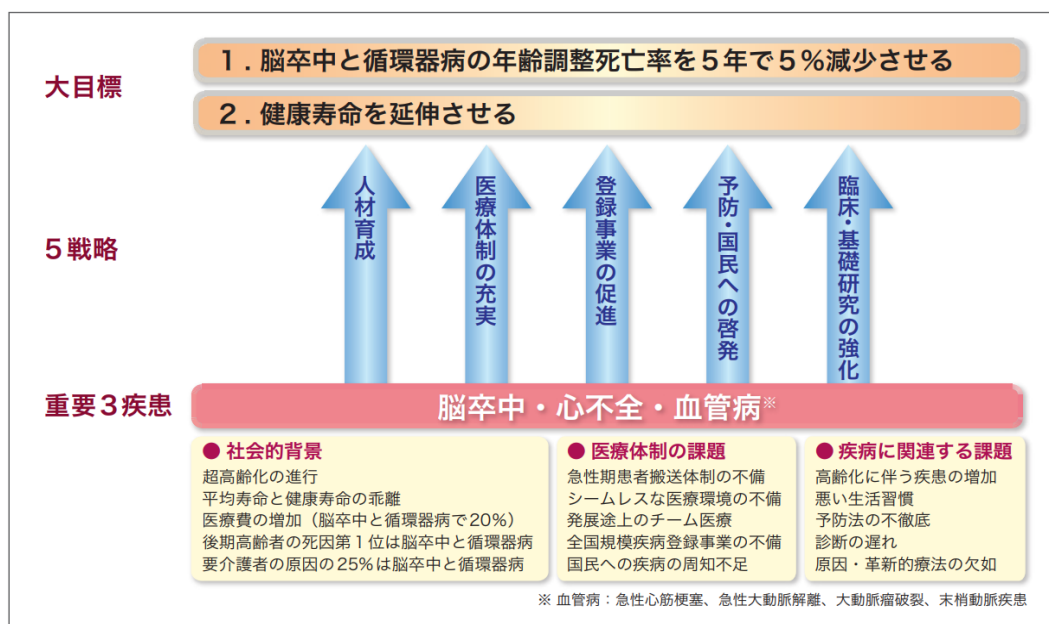 大目標
1．脳卒中と循環器病の年齢調整死亡率を5年で5％減少させる
2．健康寿命を延伸させる
5戦略
人材育成
医療体制の充実
登録事業の促進
予防・国民への啓発
臨床・基礎研究の強化
重要3疾患
脳卒中・心不全・血管病※
● 社会的背景
超高齢化の進行
平均寿命と健康寿命の乖離
医療費の増加（脳卒中と循環器病で20％）
後期高齢者の死因第1位は脳卒中と循環器病
要介護者の原因の25％は脳卒中と循環器病
● 医療体制の課題
急性期患者搬送体制の不備
シームレスな医療環境の不備
発展途上のチーム医療
全国規模疾病登録事業の不備
国民への疾病の周知不足
● 疾病に関連する課題
高齢化に伴う疾患の増加
悪い生活習慣
予防法の不徹底
診断の遅れ
原因・革新的療法の欠如
※ 血管病：急性心筋梗塞、急性大動脈解離、大動脈瘤破裂、末梢動脈疾患